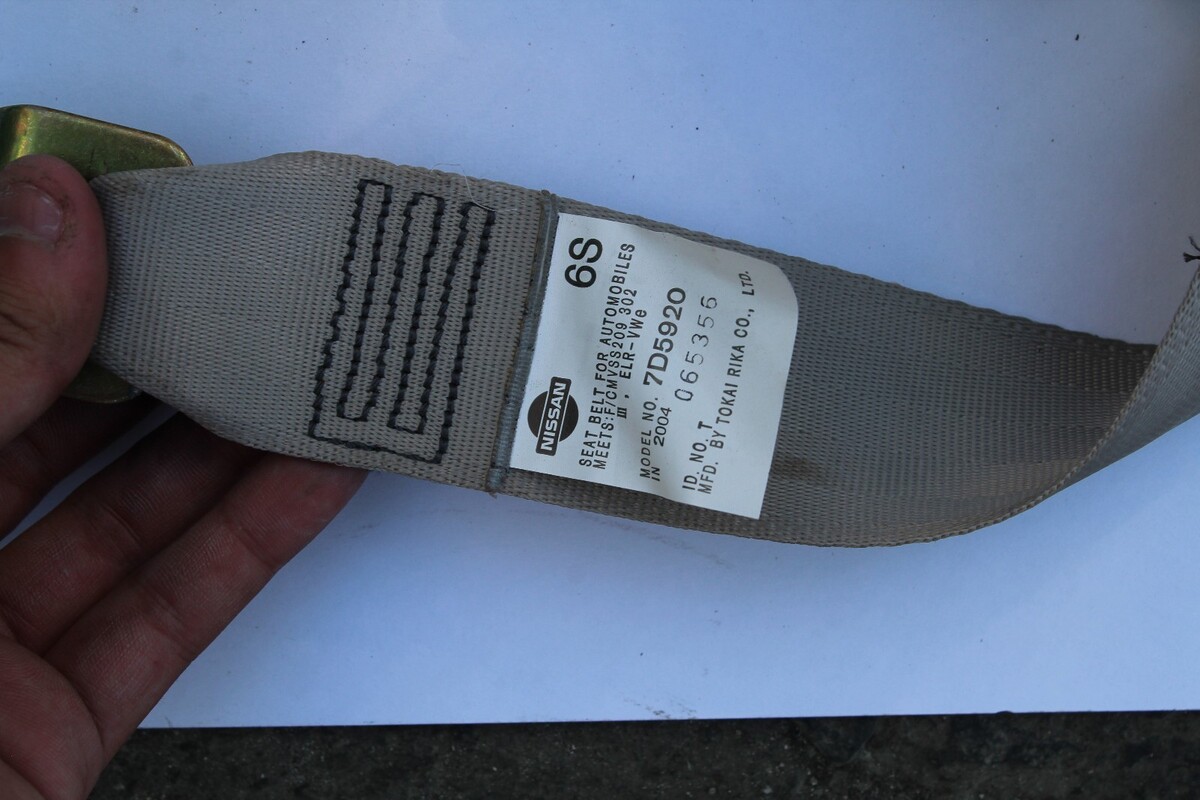 6S
NISSAN
SEAT BELT FOR AUTOMOBILES
MEETS:F/CMVSS209 302
III, ELR-VWe
MODEL NO. 7D5920
IN 2004
065356
ID. NO. T
MFD. BY TOKAI RIKA CO., LTD.